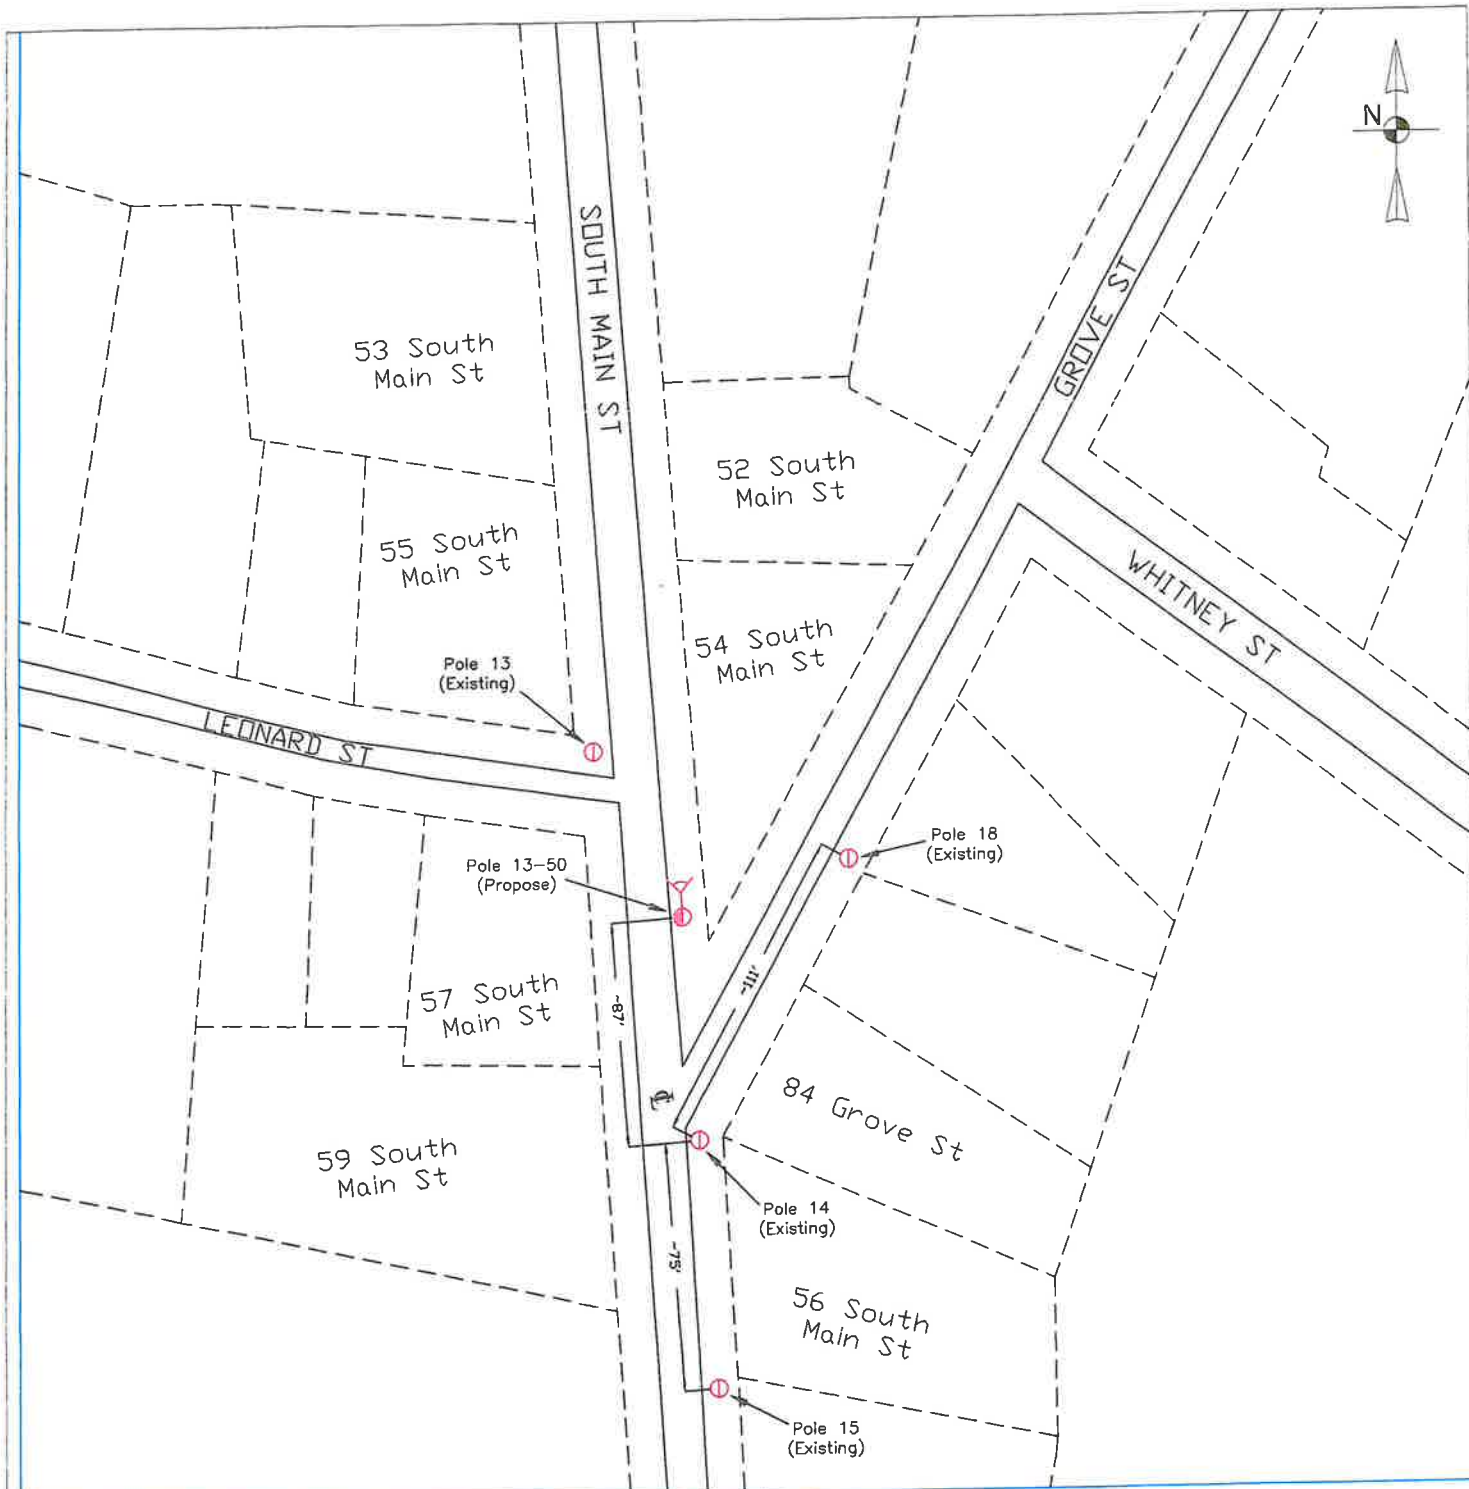 N
SOUTH MAIN ST
GROVE ST
53 South
Main St
52 South
Main St
55 South
Main St
WHITNEY ST
54 South
Main St
Pole 13
(Existing)
LEONARD ST
Pole 18
(Existing)
Pole 13-50
(Propose)
~111'
57 South
Main St
~87'
℄
84 Grove St
59 South
Main St
Pole 14
(Existing)
~75'
56 South
Main St
Pole 15
(Existing)